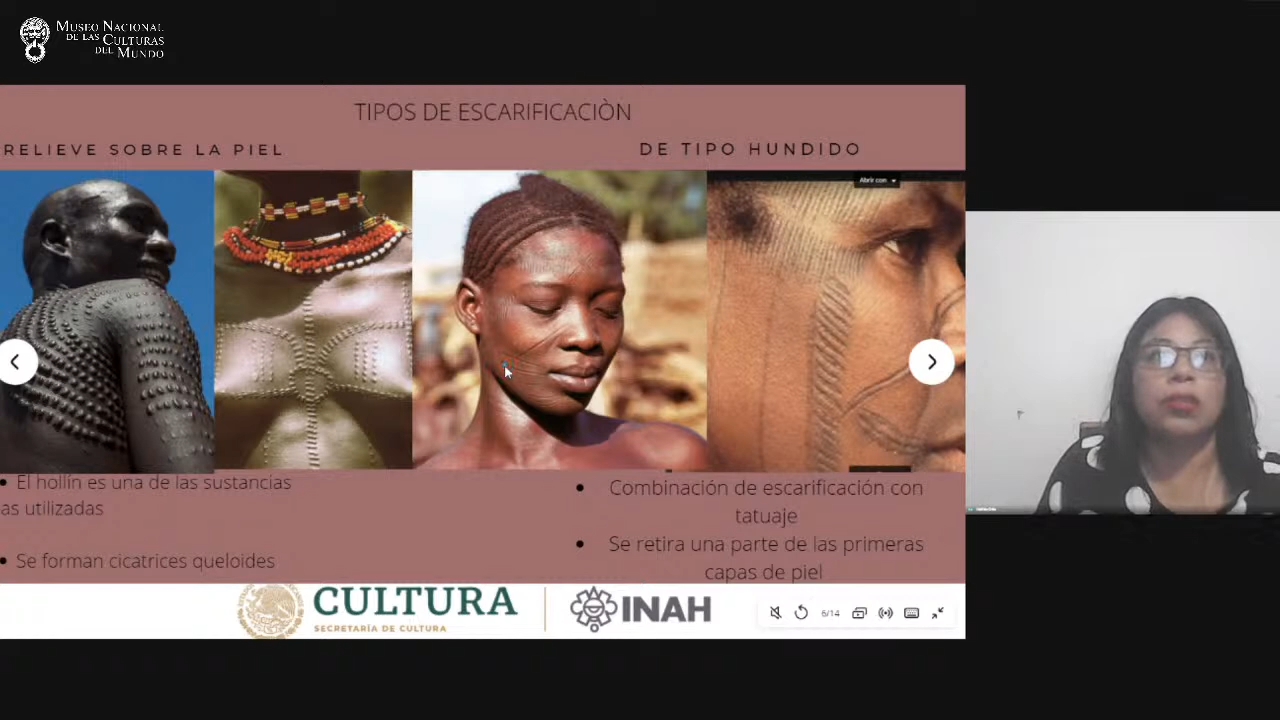 MUSEO NACIONAL
DE LAS CULTURAS
DEL MUNDO
TIPOS DE ESCARIFICACIÒN
RELIEVE SOBRE LA PIEL
DE TIPO HUNDIDO
Abrir con
El hollín es una de las sustancias
as utilizadas
Se forman cicatrices queloides
Combinación de escarificación con
tatuaje
Se retira una parte de las primeras
capas de piel
CULTURA
SECRETARÍA DE CULTURA
INAH
6/14